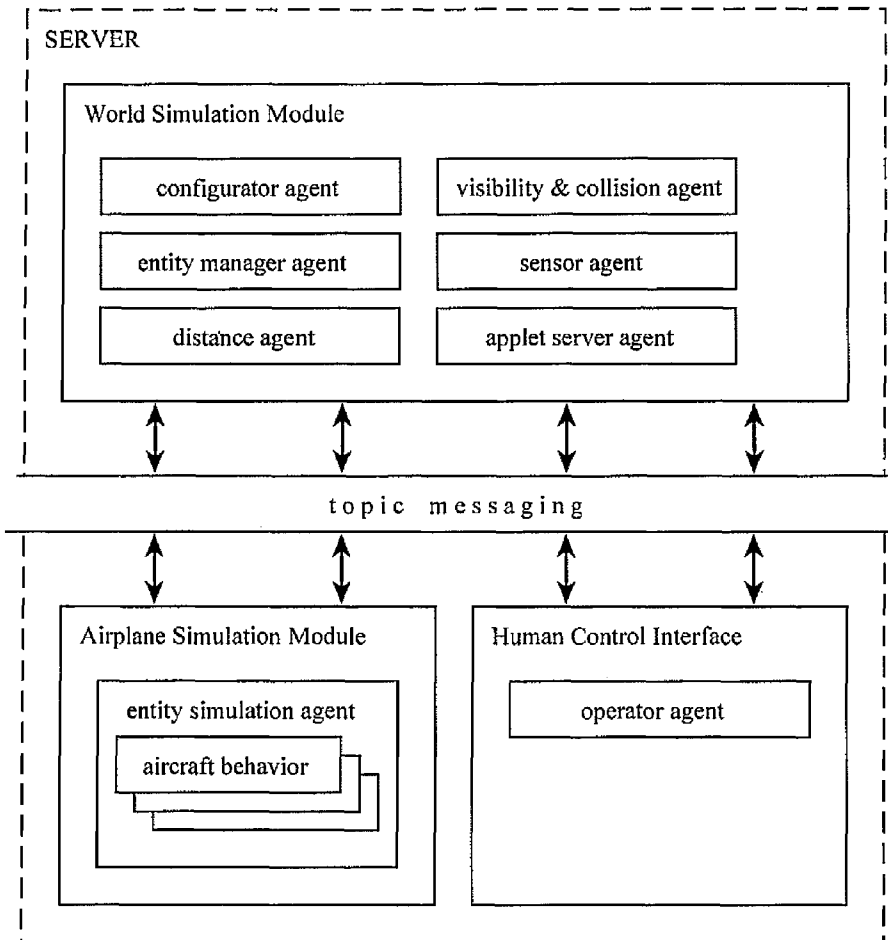 SERVER
World Simulation Module
configurator agent
visibility & collision agent
entity manager agent
sensor agent
distance agent
applet server agent
topic messaging
Airplane Simulation Module
Human Control Interface
entity simulation agent
operator agent
aircraft behavior